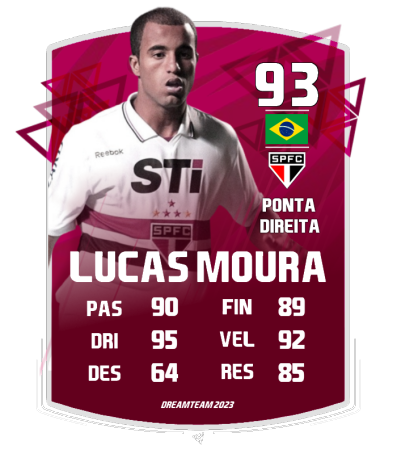 93
SPFC
PONTA
DIREITA
Reebok
STI
SPFC
LUCAS MOURA
PAS 90 FIN 89
DRI 95 VEL 92
DES 64 RES 85
DREAMTEAM 2023